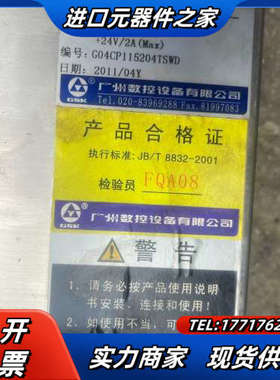 进口元器件之家
+24V/2A(Max)
编号: G04CP115204TSWD
日期: 2011/04Y
GSK
广州数控设备有限公司
Tel.020-83969288 Fax.81997083
产品合格证
执行标准: JB/T 8832-2001
检验员 FQA08
GSK
广州数控设备有限公司
警告
1、请务必按产品使用说明
书安装、连接和使用!
2、如使用不当，可
开
票
TEL:1771762
实力商家
现货供